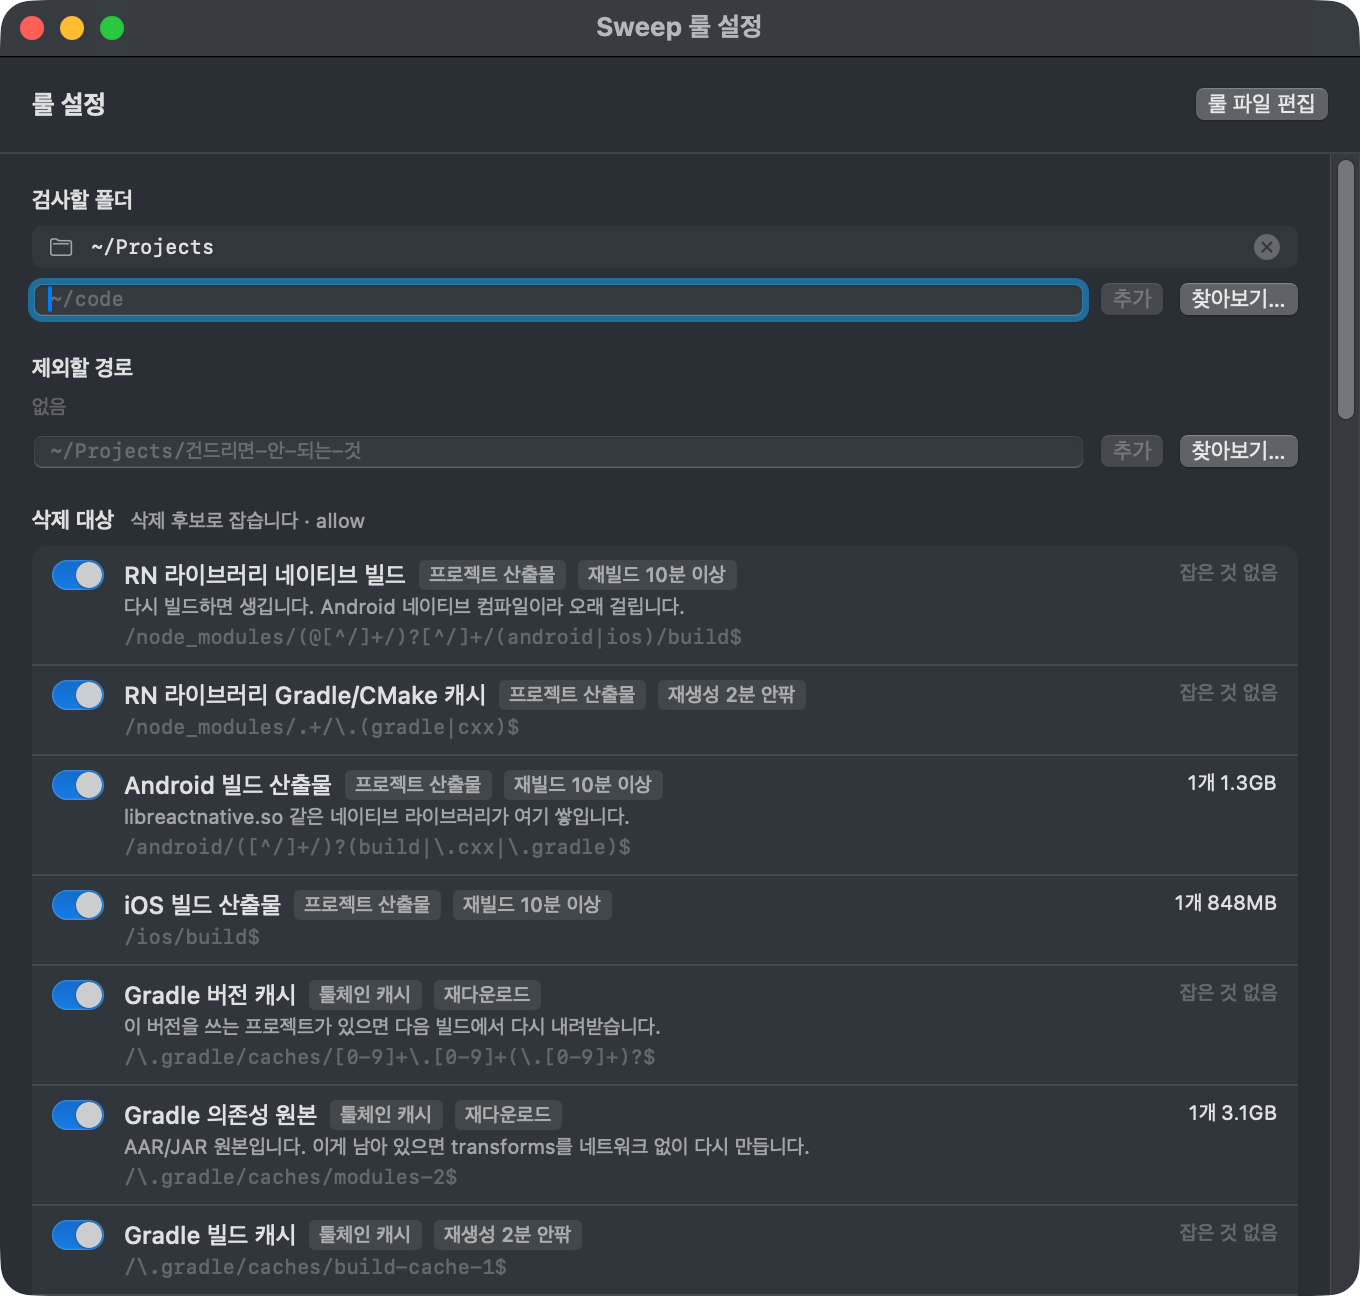 Sweep 룰 설정
룰 설정
룰 파일 편집
검사할 폴더
~/Projects
~/code
추가
찾아보기...
제외할 경로
없음
~/Projects/건드리면-안-되는-것
추가
찾아보기...
삭제 대상 삭제 후보로 잡습니다 · allow
RN 라이브러리 네이티브 빌드 프로젝트 산출물 재빌드 10분 이상 잡은 것 없음
다시 빌드하면 생깁니다. Android 네이티브 컴파일이라 오래 걸립니다.
/node_modules/(@[^/]+/)?[^/]+/(android|ios)/build$
RN 라이브러리 Gradle/CMake 캐시 프로젝트 산출물 재생성 2분 안팎 잡은 것 없음
/node_modules/.+/\.(gradle|cxx)$
Android 빌드 산출물 프로젝트 산출물 재빌드 10분 이상 1개 1.3GB
libreactnative.so 같은 네이티브 라이브러리가 여기 쌓입니다.
/android/([^/]+/)?(build|\.cxx|\.gradle)$
iOS 빌드 산출물 프로젝트 산출물 재빌드 10분 이상 1개 848MB
/ios/build$
Gradle 버전 캐시 툴체인 캐시 재다운로드 잡은 것 없음
이 버전을 쓰는 프로젝트가 있으면 다음 빌드에서 다시 내려받습니다.
/\.gradle/caches/[0-9]+\.[0-9]+(\.[0-9]+)?$
Gradle 의존성 원본 툴체인 캐시 재다운로드 1개 3.1GB
AAR/JAR 원본입니다. 이게 남아 있으면 transforms를 네트워크 없이 다시 만듭니다.
/\.gradle/caches/modules-2$
Gradle 빌드 캐시 툴체인 캐시 재생성 2분 안팎 잡은 것 없음
/\.gradle/caches/build-cache-1$